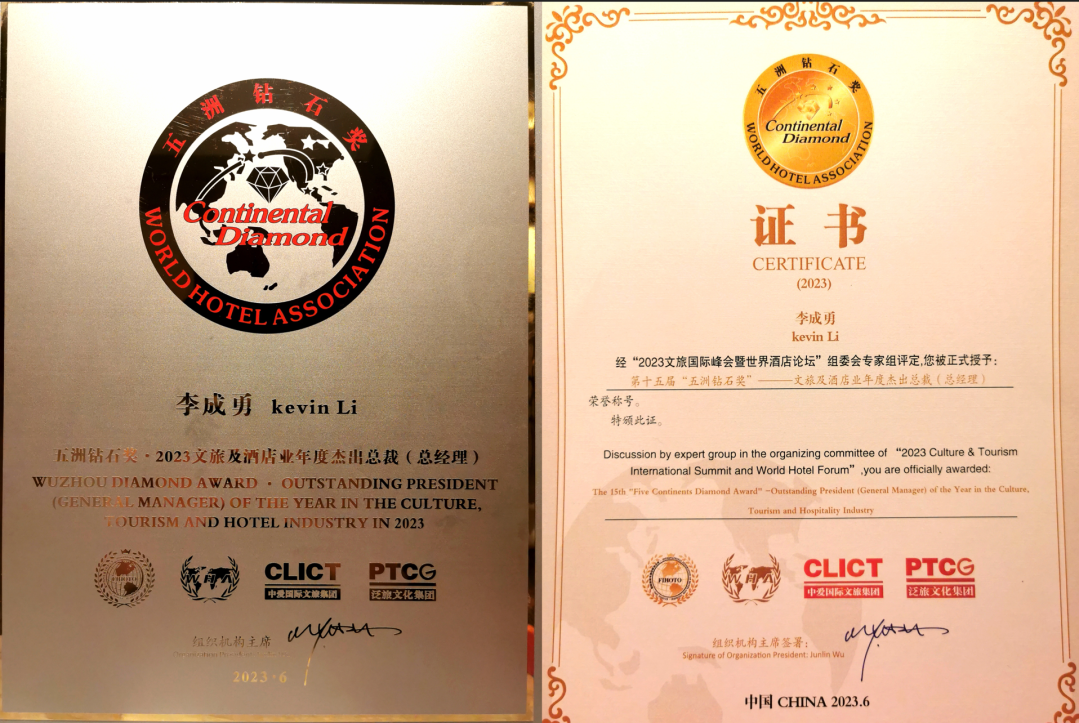 五洲钻石奖
Continental
Diamond
WORLD HOTEL ASSOCIATION
李成勇 kevin Li
五洲钻石奖·2023文旅及酒店业年度杰出总裁(总经理)
WUZHOU DIAMOND AWARD · OUTSTANDING PRESIDENT
(GENERAL MANAGER) OF THE YEAR IN THE CULTURE,
TOURISM AND HOTEL INDUSTRY IN 2023
CLICT
中爱国际文旅集团
PTCG
泛旅文化集团
组织机构主席
2023·6
五洲钻石奖
Continental
Diamond
WORLD HOTEL ASSOCIATION
证书
CERTIFICATE
(2023)
李成勇
kevin Li
经“2023文旅国际峰会暨世界酒店论坛”组委会专家组评定,您被正式授予:
第十五届“五洲钻石奖”———文旅及酒店业年度杰出总裁(总经理)
荣誉称号。
特颁此证。
Discussion by expert group in the organizing committee of “2023 Culture & Tourism
International Summit and World Hotel Forum” ,you are officially awarded:
The 15th “Five Continents Diamond Award” -Outstanding President (General Manager) of the Year in the Culture,
Tourism and Hospitality Industry
FIHOTO
WHA
CLICT
中爱国际文旅集团
PTCG
泛旅文化集团
组织机构主席签署:
Signature of Organization President: Junlin Wu
中国 CHINA 2023.6